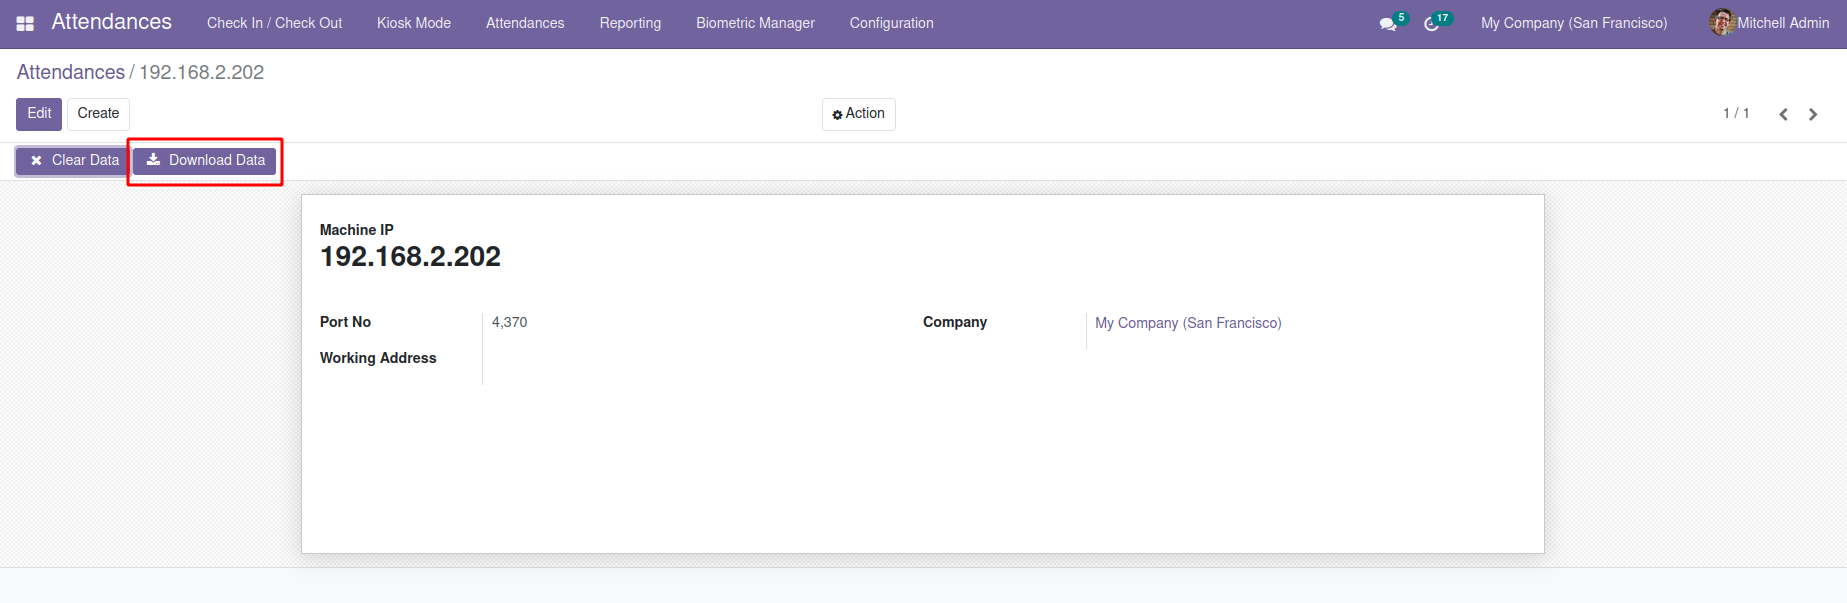 Attendances Check In / Check Out Kiosk Mode Attendances Reporting Biometric Manager Configuration 5 17 My Company (San Francisco) Mitchell Admin
Attendances / 192.168.2.202
Edit Create Action 1 / 1
Clear Data Download Data
Machine IP
192.168.2.202
Port No 4,370 Company My Company (San Francisco)
Working Address